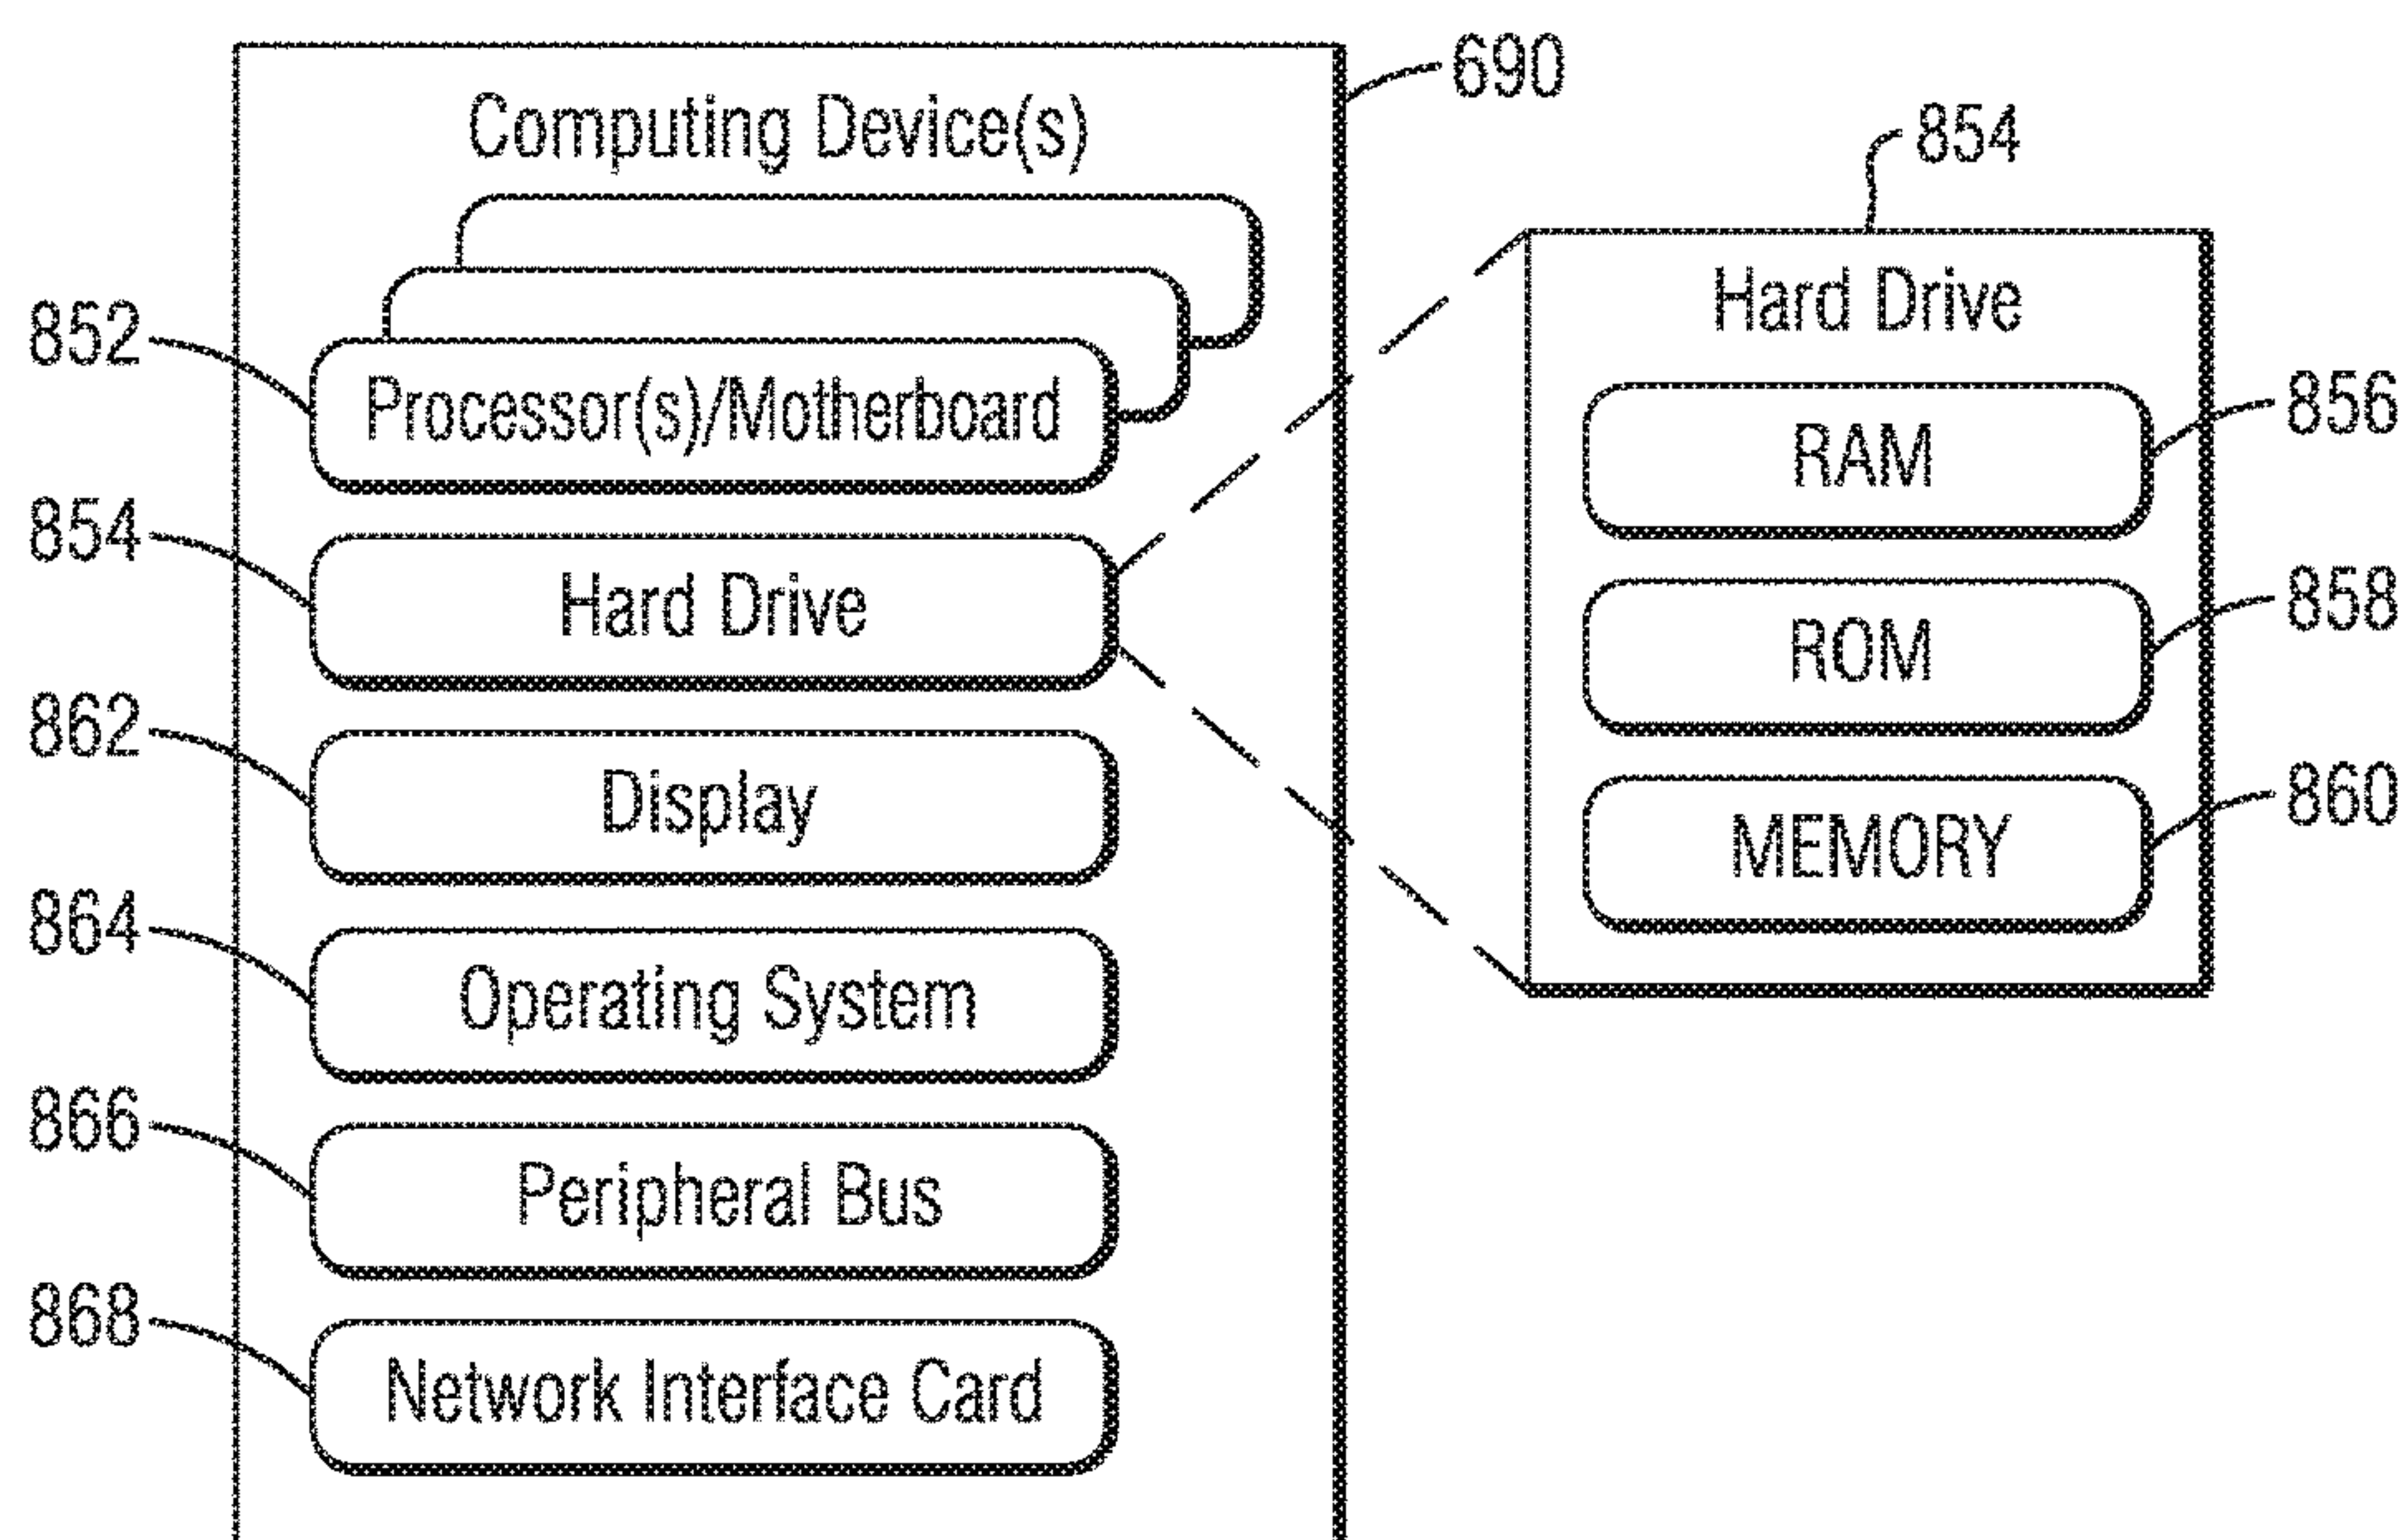 690
Computing Device(s)
854
Hard Drive
852
Processor(s)/Motherboard
RAM
856
854
Hard Drive
ROM
858
862
Display
MEMORY
860
864
Operating System
866
Peripheral Bus
868
Network Interface Card